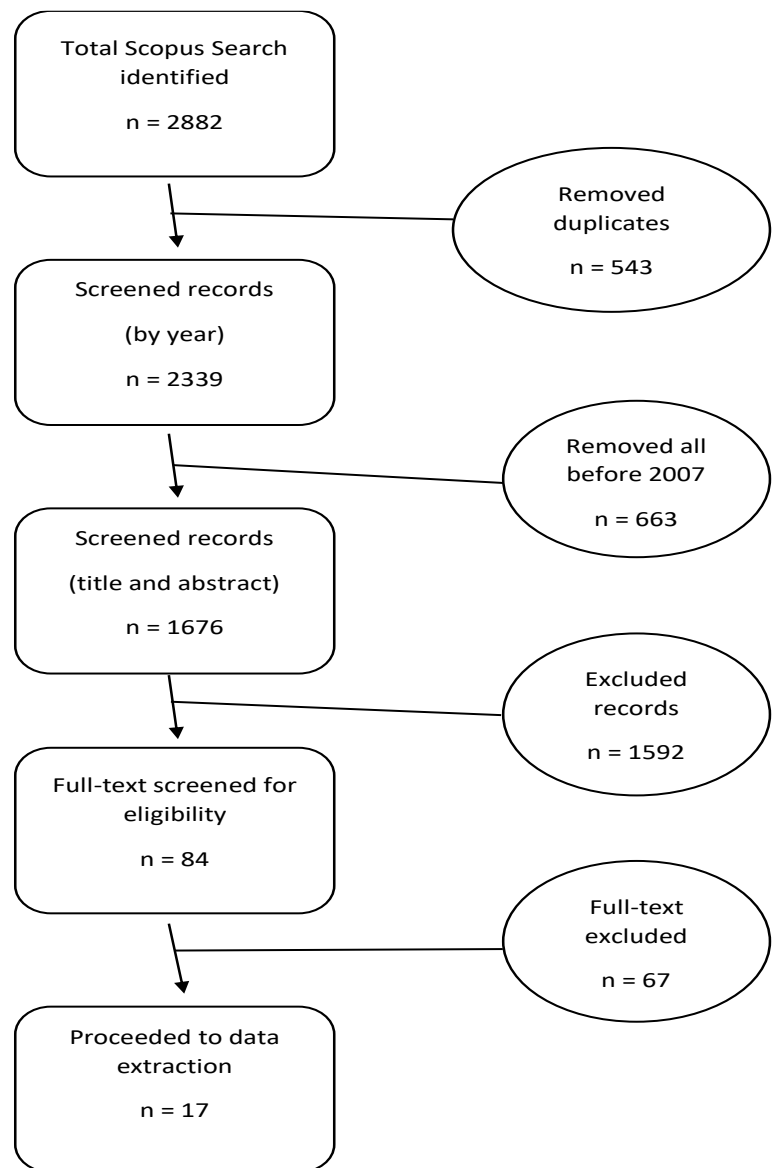 Total Scopus Search
identified
n = 2882
Removed
duplicates
n = 543
Screened records
(by year)
n = 2339
Removed all
before 2007
n = 663
Screened records
(title and abstract)
n = 1676
Excluded
records
n = 1592
Full-text screened for
eligibility
n = 84
Full-text
excluded
n = 67
Proceeded to data
extraction
n = 17